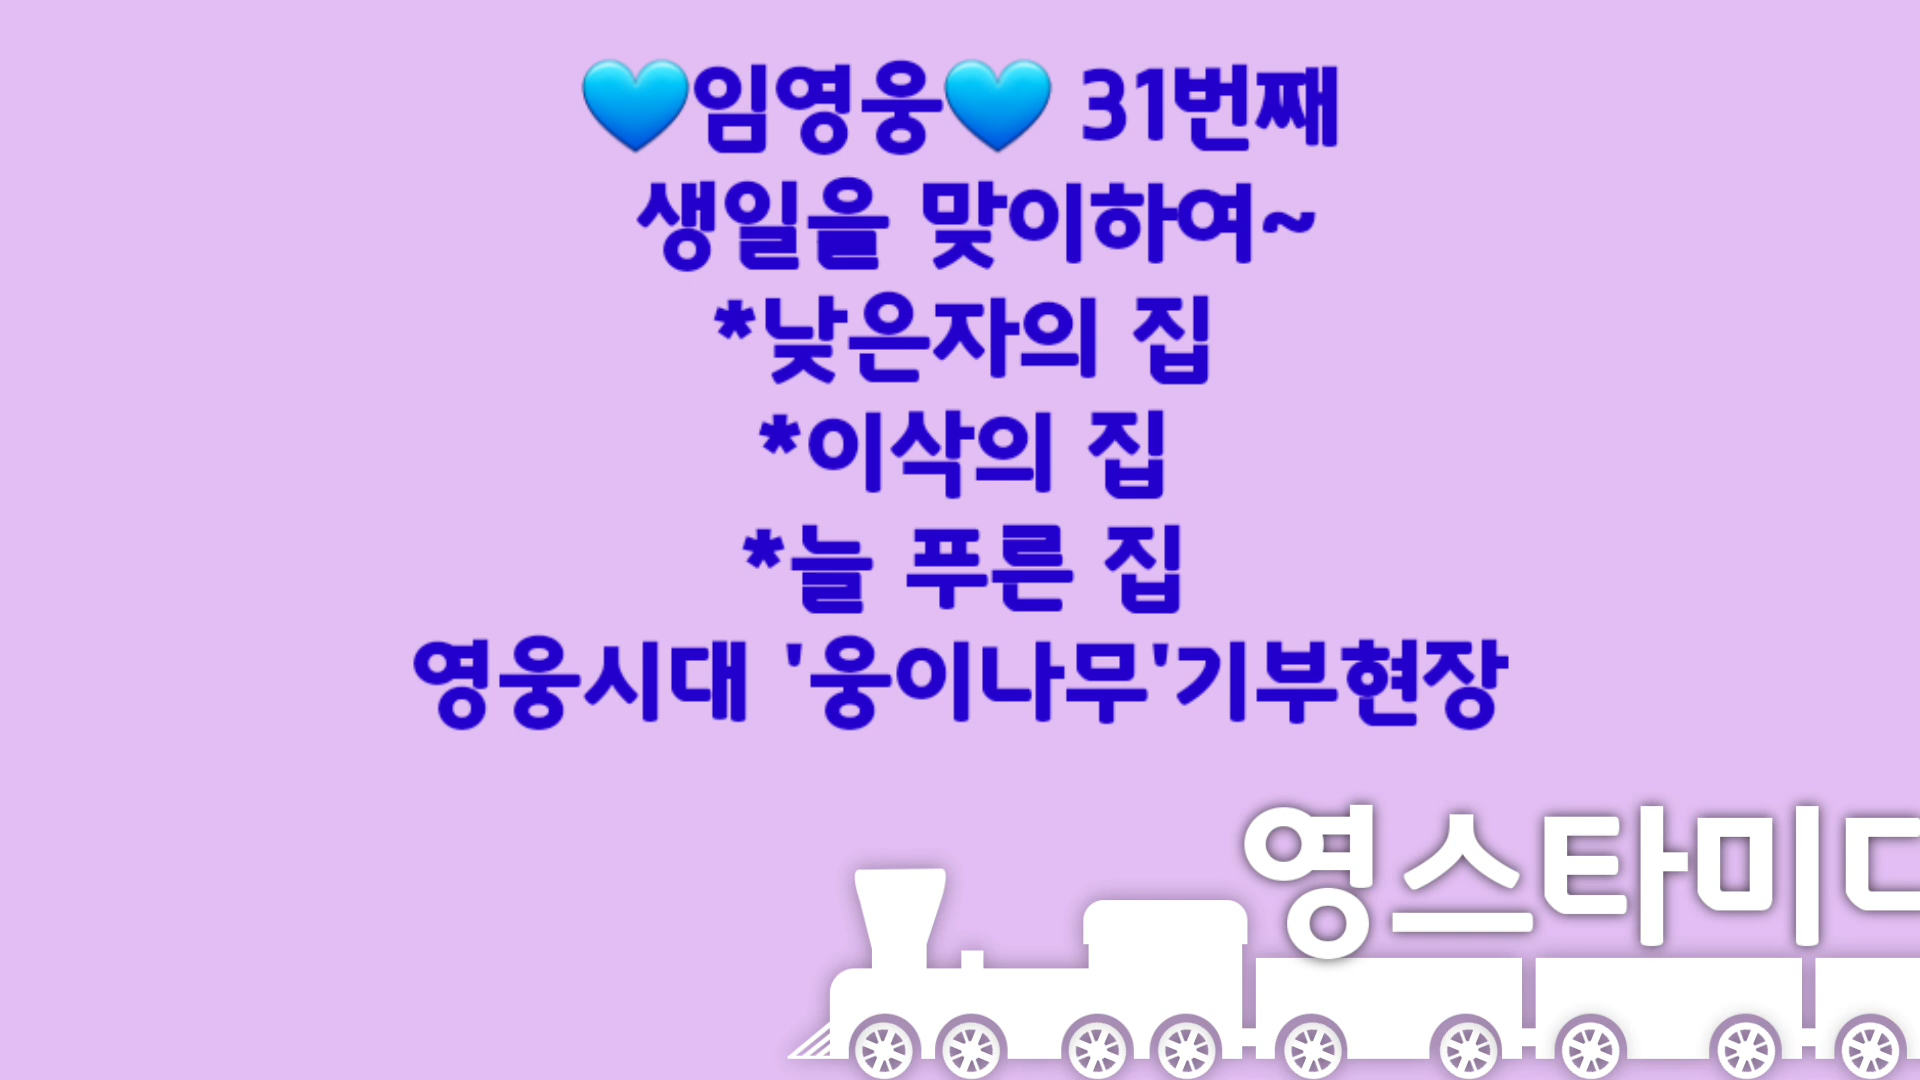 💙임영웅💙 31번째
생일을 맞이하여~
*낮은자의 집
*이삭의 집
*늘 푸른 집
영웅시대 '웅이나무'기부현장
영스타미디